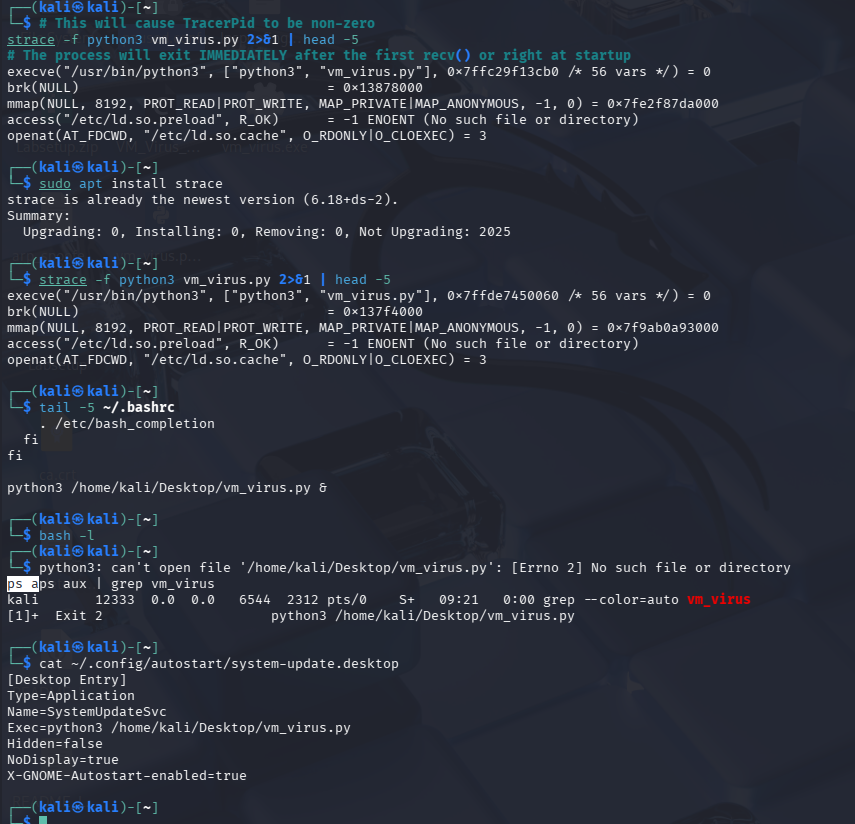 ┌──(kali㉿kali)-[~]
└─$ # This will cause TracerPid to be non-zero
strace -f python3 vm_virus.py 2>&1 | head -5
# The process will exit IMMEDIATELY after the first recv() or right at startup
execve("/usr/bin/python3", ["python3", "vm_virus.py"], 0×7ffc29f13cb0 /* 56 vars */) = 0
brk(NULL)                               = 0×13878000
mmap(NULL, 8192, PROT_READ|PROT_WRITE, MAP_PRIVATE|MAP_ANONYMOUS, -1, 0) = 0×7fe2f87da000
access("/etc/ld.so.preload", R_OK)      = -1 ENOENT (No such file or directory)
openat(AT_FDCWD, "/etc/ld.so.cache", O_RDONLY|O_CLOEXEC) = 3
┌──(kali㉿kali)-[~]
└─$ sudo apt install strace
strace is already the newest version (6.18+ds-2).
Summary:
  Upgrading: 0, Installing: 0, Removing: 0, Not Upgrading: 2025
┌──(kali㉿kali)-[~]
└─$ strace -f python3 vm_virus.py 2>&1 | head -5
execve("/usr/bin/python3", ["python3", "vm_virus.py"], 0×7ffde7450060 /* 56 vars */) = 0
brk(NULL)                               = 0×137f4000
mmap(NULL, 8192, PROT_READ|PROT_WRITE, MAP_PRIVATE|MAP_ANONYMOUS, -1, 0) = 0×7f9ab0a93000
access("/etc/ld.so.preload", R_OK)      = -1 ENOENT (No such file or directory)
openat(AT_FDCWD, "/etc/ld.so.cache", O_RDONLY|O_CLOEXEC) = 3
┌──(kali㉿kali)-[~]
└─$ tail -5 ~/.bashrc
    . /etc/bash_completion
  fi
fi
python3 /home/kali/Desktop/vm_virus.py &
┌──(kali㉿kali)-[~]
└─$ bash -l
┌──(kali㉿kali)-[~]
└─$ python3: can't open file '/home/kali/Desktop/vm_virus.py': [Errno 2] No such file or directory
ps aps aux | grep vm_virus
kali       12333  0.0  0.0   6544  2312 pts/0    S+   09:21   0:00 grep --color=auto vm_virus
[1]+  Exit 2                  python3 /home/kali/Desktop/vm_virus.py
┌──(kali㉿kali)-[~]
└─$ cat ~/.config/autostart/system-update.desktop
[Desktop Entry]
Type=Application
Name=SystemUpdateSvc
Exec=python3 /home/kali/Desktop/vm_virus.py
Hidden=false
NoDisplay=true
X-GNOME-Autostart-enabled=true
┌──(kali㉿kali)-[~]
└─$